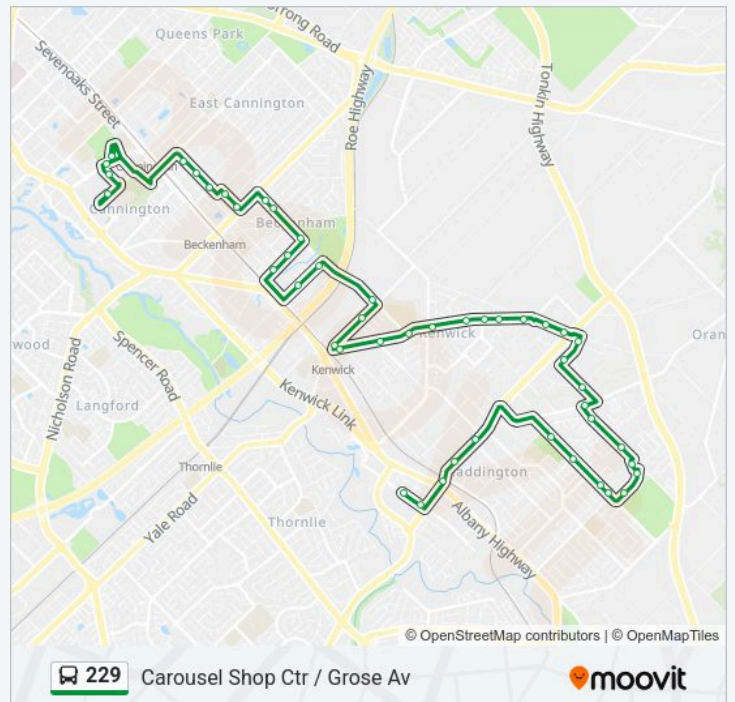 Queens Park
Sevenoaks Street
East Cannington
Roe Highway
Tonkin Highway
Cannington
Beckenham
Beckenham
Kenwick
Kenwick
Kenwick Link
Nicholson Road
Spencer Road
Langford
Thornlie
Yale Road
Thornlie
addington
Albany Highway
wood
Oran
rong Road
© OpenStreetMap contributors | © OpenMapTiles
229 Carousel Shop Ctr / Grose Av
moovit